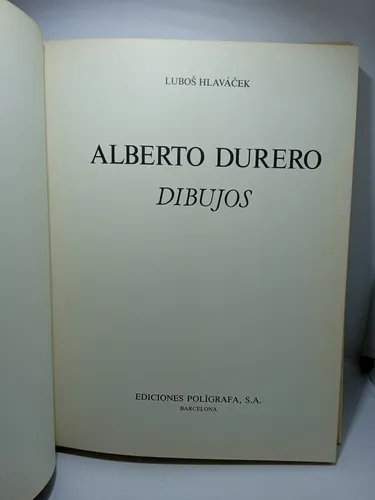 LUBOŠ HLAVÁČEK
ALBERTO DURERO
DIBUJOS
EDICIONES POLÍGRAFA, S.A.
BARCELONA